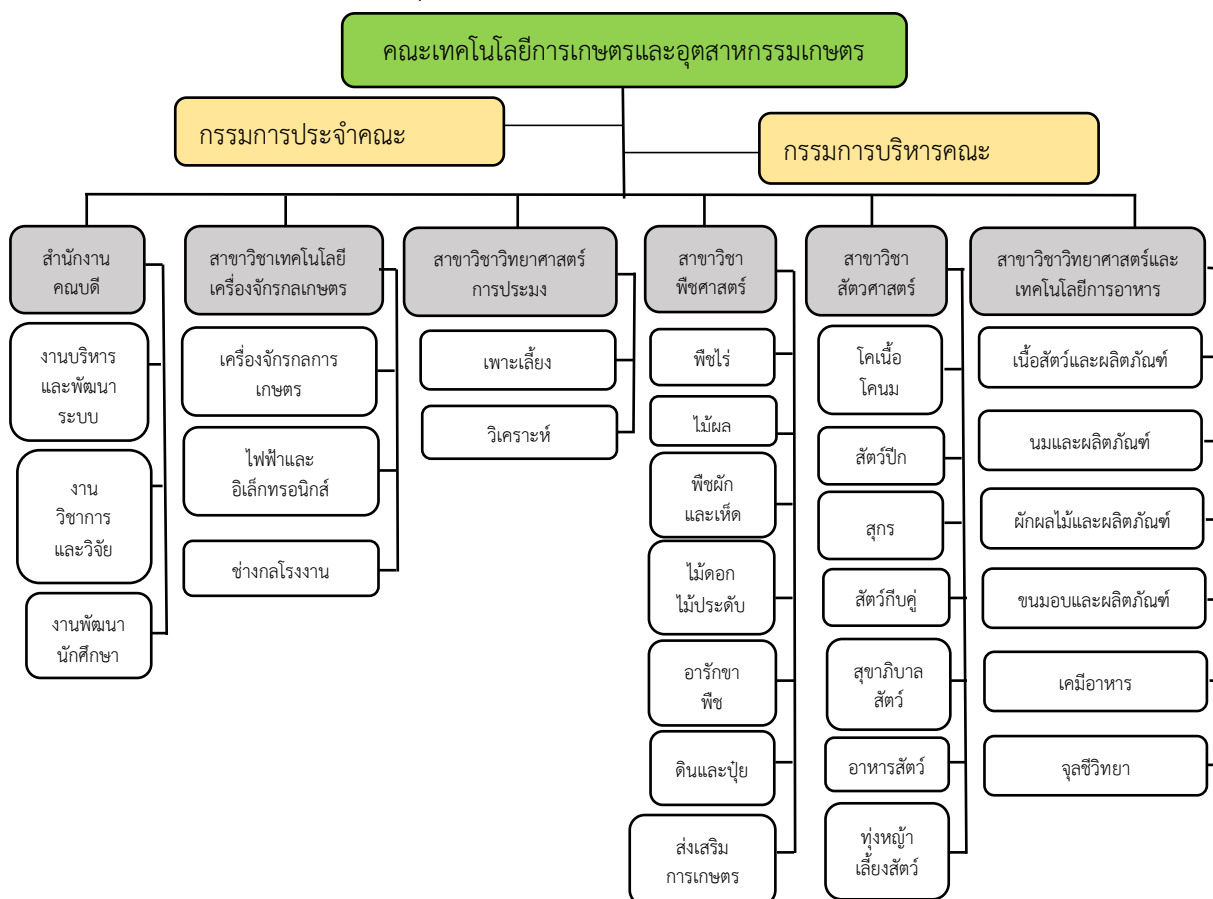 คณะเทคโนโลยีการเกษตรและอุตสาหกรรมเกษตร
กรรมการประจำคณะ
กรรมการบริหารคณะ
สำนักงาน
คณบดี
งานบริหาร
และพัฒนา
ระบบ
งาน
วิชาการ
และวิจัย
งานพัฒนา
นักศึกษา
สาขาวิชาเทคโนโลยี
เครื่องจักรกลเกษตร
เครื่องจักรกลการ
เกษตร
ไฟฟ้าและ
อิเล็กทรอนิกส์
ช่างกลโรงงาน
สาขาวิชาวิทยาศาสตร์
การประมง
เพาะเลี้ยง
วิเคราะห์
สาขาวิชา
พืชศาสตร์
พืชไร่
ไม้ผล
พืชผัก
และเห็ด
ไม้ดอก
ไม้ประดับ
อารักขา
พืช
ดินและปุ๋ย
ส่งเสริม
การเกษตร
สาขาวิชา
สัตวศาสตร์
โคเนื้อ
โคนม
สัตว์ปีก
สุกร
สัตว์กีบคู่
สุขาภิบาล
สัตว์
อาหารสัตว์
ทุ่งหญ้า
เลี้ยงสัตว์
สาขาวิชาวิทยาศาสตร์และ
เทคโนโลยีการอาหาร
เนื้อสัตว์และผลิตภัณฑ์
นมและผลิตภัณฑ์
ผักผลไม้และผลิตภัณฑ์
ขนมอบและผลิตภัณฑ์
เคมีอาหาร
จุลชีวิทยา